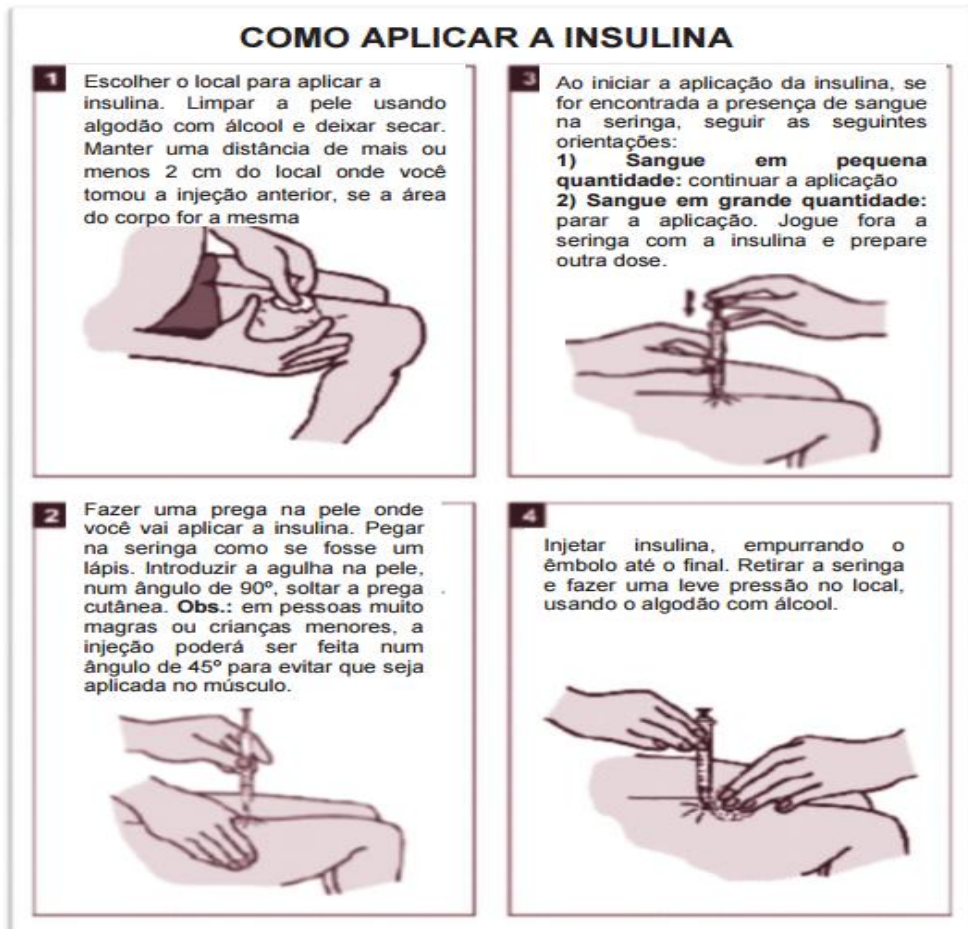 COMO APLICAR A INSULINA
1
Escolher o local para aplicar a
insulina. Limpar a pele usando
algodão com álcool e deixar secar.
Manter uma distância de mais ou
menos 2 cm do local onde você
tomou a injeção anterior, se a área
do corpo for a mesma
2
Fazer uma prega na pele onde
você vai aplicar a insulina. Pegar
na seringa como se fosse um
lápis. Introduzir a agulha na pele,
num ângulo de 90º, soltar a prega
cutânea. Obs.: em pessoas muito
magras ou crianças menores, a
injeção poderá ser feita num
ângulo de 45º para evitar que seja
aplicada no músculo.
3
Ao iniciar a aplicação da insulina, se
for encontrada a presença de sangue
na seringa, seguir as seguintes
orientações:
1) Sangue em pequena
quantidade: continuar a aplicação
2) Sangue em grande quantidade:
parar a aplicação. Jogue fora a
seringa com a insulina e prepare
outra dose.
4
Injetar insulina, empurrando o
êmbolo até o final. Retirar a seringa
e fazer uma leve pressão no local,
usando o algodão com álcool.